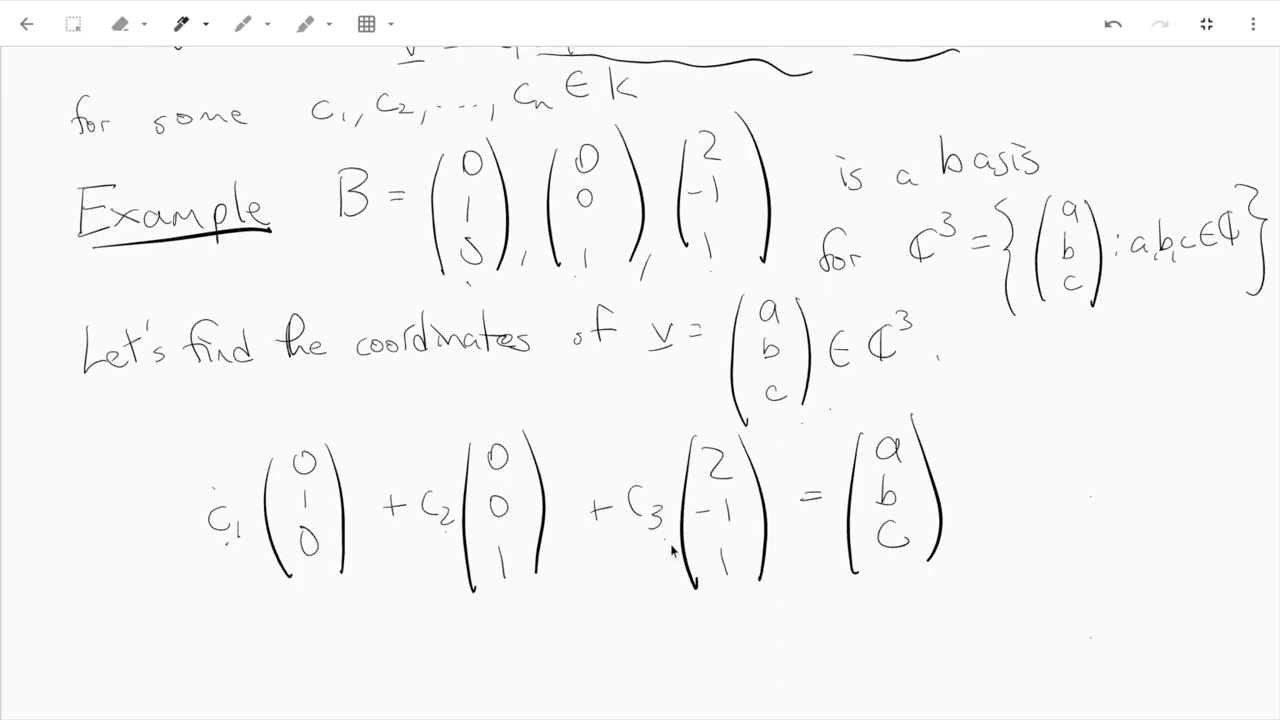 v =
for some c₁, c₂, ..., cₙ ∈ K
Example B = (0 1 0), (0 0 1), (2 -1 1) is a basis
for ℂ³ = { (a b c) : a,b,c ∈ ℂ }
Let's find the coordinates of v = (a b c) ∈ ℂ³.
c₁ (0 1 0) + c₂ (0 0 1) + c₃ (2 -1 1) = (a b c)